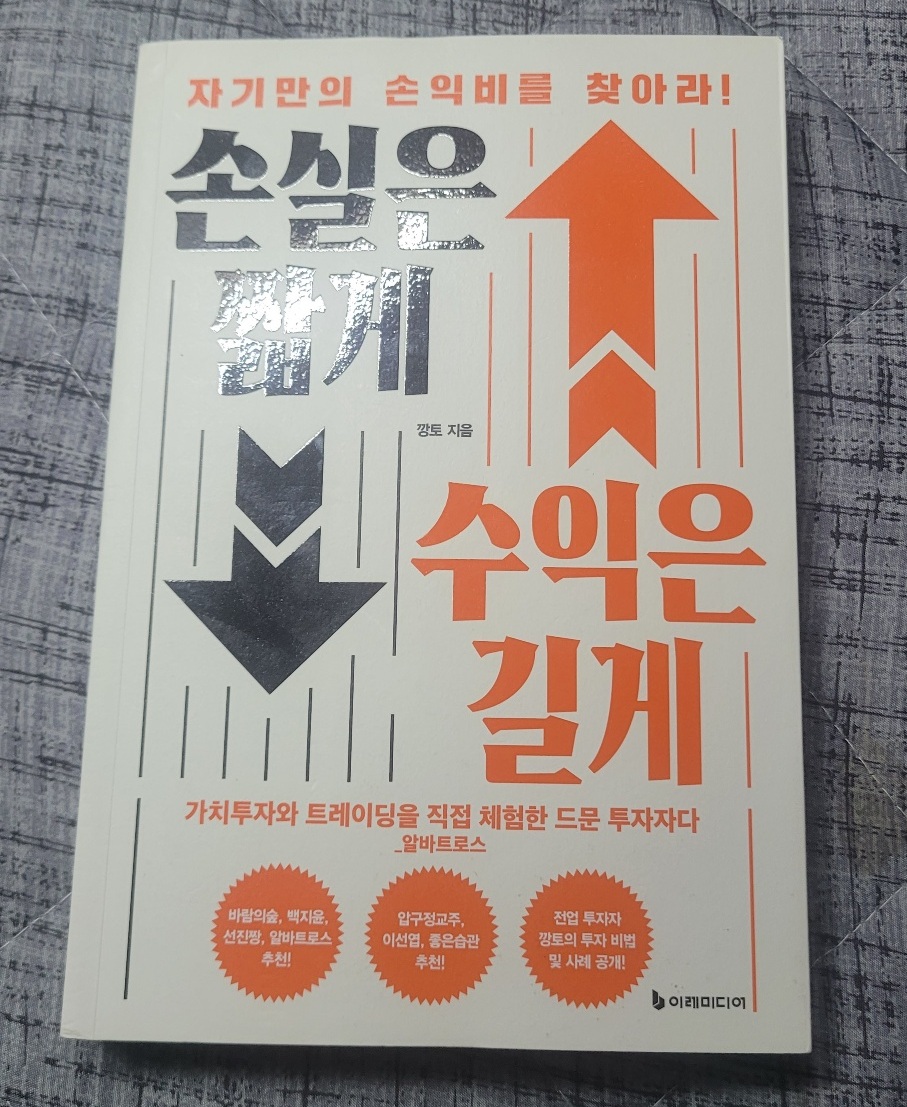 자기만의 손익비를 찾아라!
손실은
짧게
깡토 지음
수익은
길게
가치투자와 트레이딩을 직접 체험한 드문 투자자다
_알바트로스
바람의숲, 백지윤,
선진짱, 알바트로스
추천!
압구정교주,
이선엽, 좋은습관
추천!
전업 투자자
깡토의 투자 비법
및 사례 공개!
이레미디어